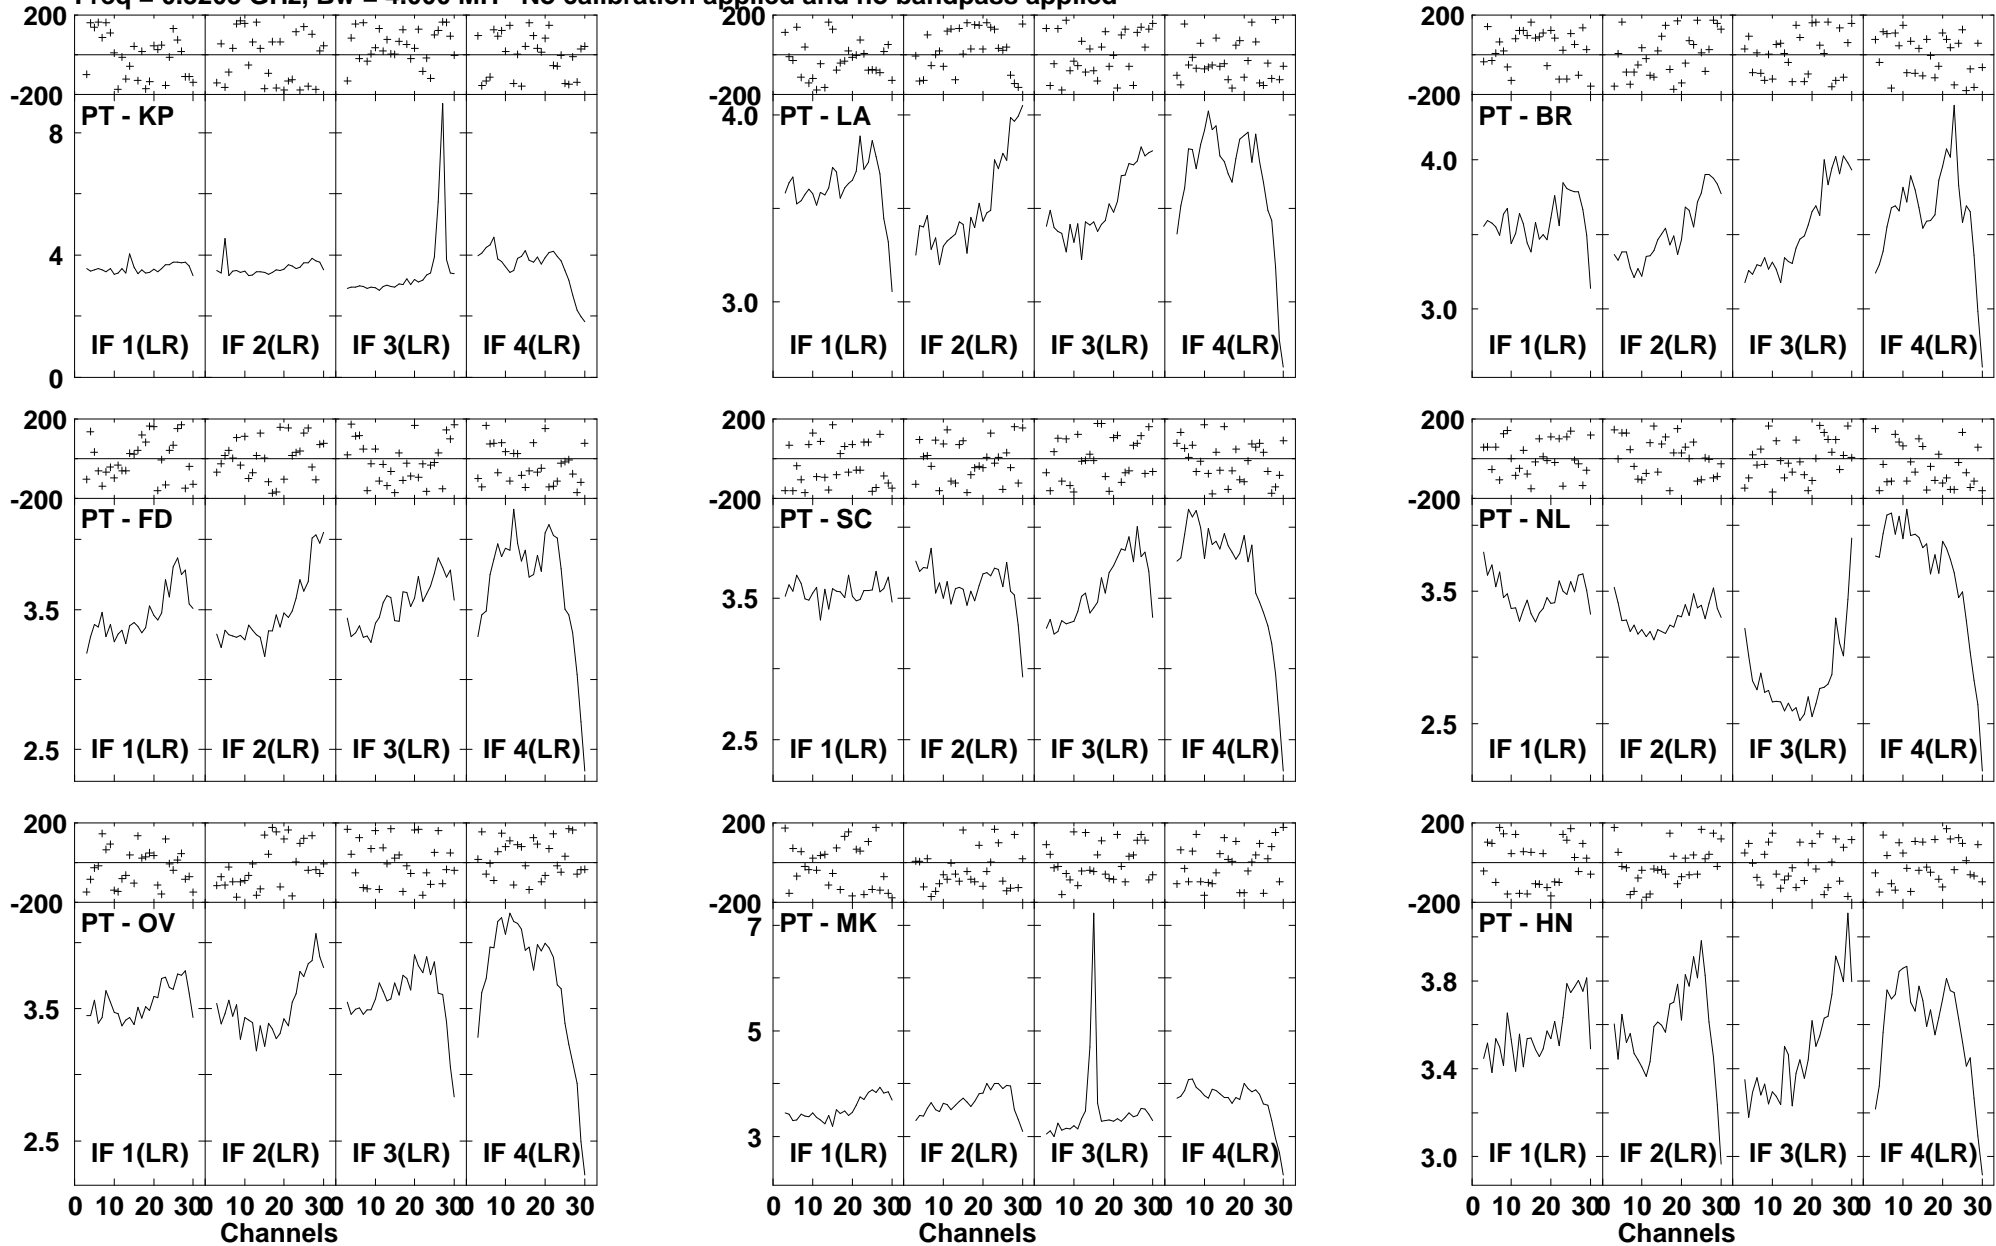 0.3203 GHz, Bw = 4.000 No calibration applied and no bandpass applied
200 200 200
-200 -200 -200
PT - KP PT - LA PT - BR
8 4.0 4.0
4 3.0 3.0
IF 1(LR) IF 2(LR) IF 3(LR) IF 4(LR) IF 1(LR) IF 2(LR) IF 3(LR) IF 4(LR) IF 1(LR) IF 2(LR) IF 3(LR) IF 4(LR)
0
200 200 200
-200 -200 -200
PT - FD PT - SC PT - NL
3.5 3.5 3.5
2.5 2.5 2.5
IF 1(LR) IF 2(LR) IF 3(LR) IF 4(LR) IF 1(LR) IF 2(LR) IF 3(LR) IF 4(LR) IF 1(LR) IF 2(LR) IF 3(LR) IF 4(LR)
200 200 200
-200 -200 -200
PT - OV PT - MK PT - HN
7 3.8
3.5 5 3.4
2.5 3 3.0
IF 1(LR) IF 2(LR) IF 3(LR) IF 4(LR) IF 1(LR) IF 2(LR) IF 3(LR) IF 4(LR) IF 1(LR) IF 2(LR) IF 3(LR) IF 4(LR)
0 10 20 30 0 10 20 30 0 10 20 30 0 10 20 30 0 10 20 30 0 10 20 30 0 10 20 30 0 10 20 30 0 10 20 30 0 10 20 30 0 10 20 30 0 10 20 30
Channels Channels Channels